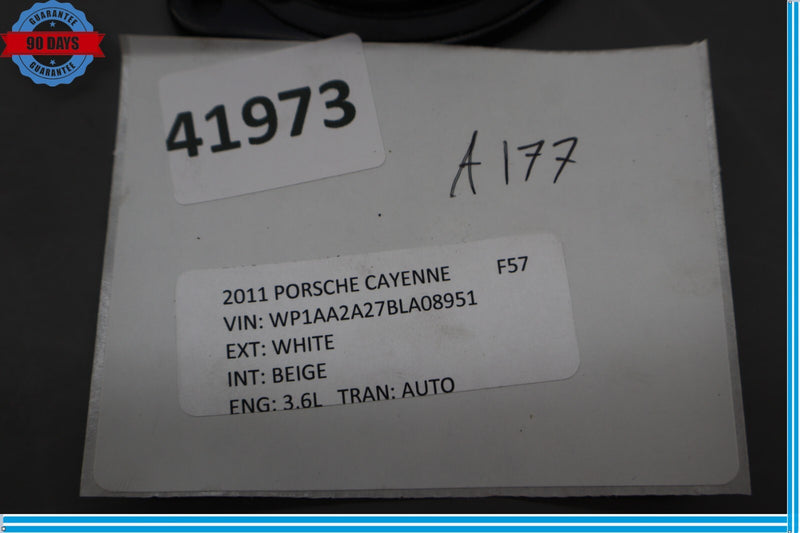 GUARANTEE
90 DAYS
GUARANTEE
41973
A177
2011 PORSCHE CAYENNE F57
VIN: WP1AA2A27BLA08951
EXT: WHITE
INT: BEIGE
ENG: 3.6L TRAN: AUTO